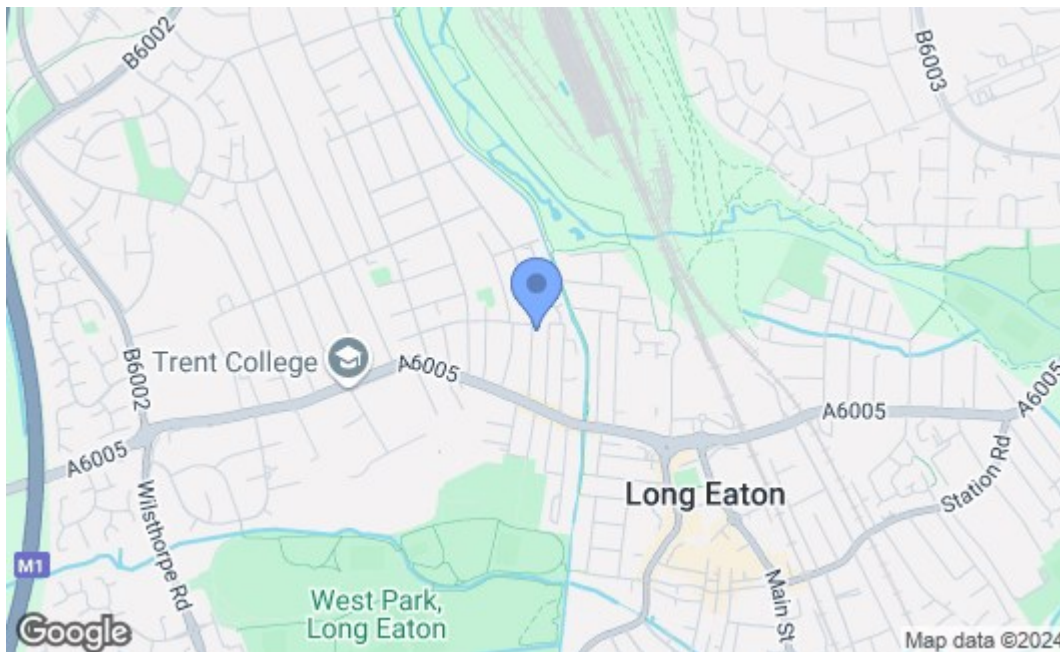 B6002
B6003
Trent College
A6005
B6002
A6005
A6005
A6005
Long Eaton
Station Rd
Wilsthorpe Rd
M1
West Park,
Long Eaton
Main St
Google
Map data ©2024